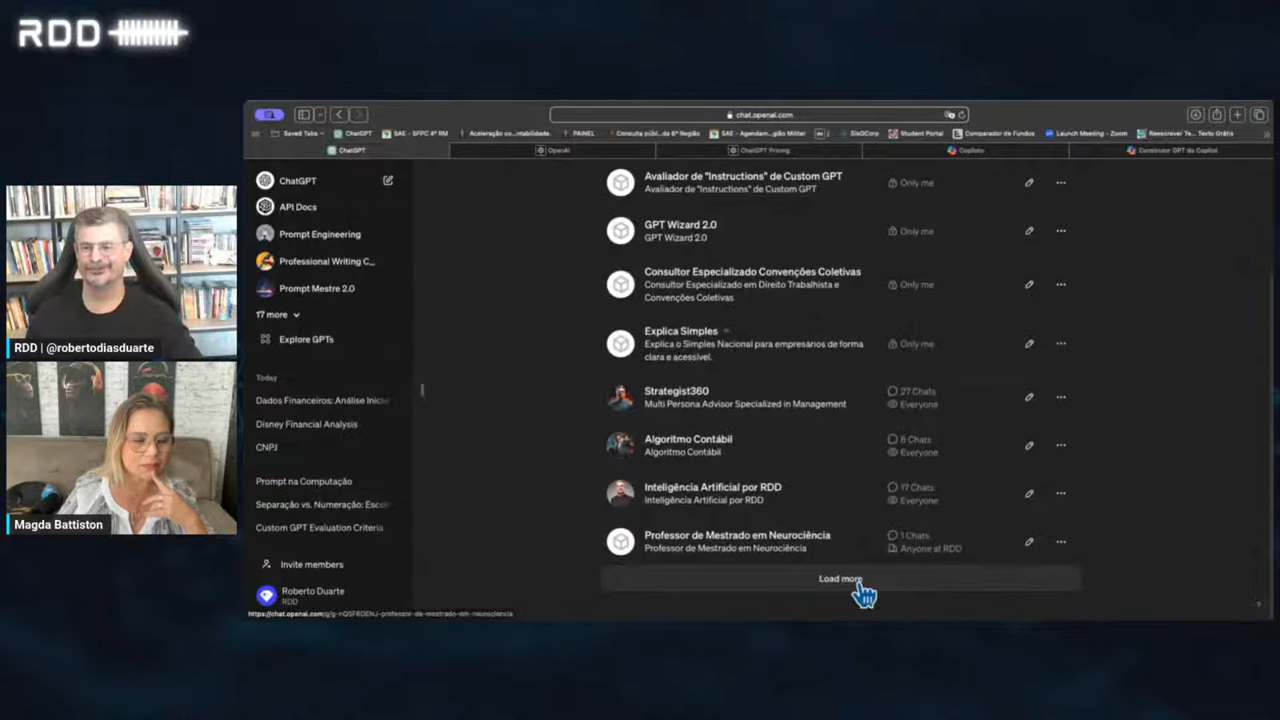 RDD
chat.openai.com
Saved Tabs
ChatGPT
SAE - SFPC 4ª RM
PAINEL
SisGCorp
Student Portal
Comparador de Fundos
Launch Meeting - Zoom
ChatGPT
OpenAI
ChatGPT Pricing
Copiloto
Construtor GPT do Copilot
ChatGPT
API Docs
Prompt Engineering
Professional Writing C...
Prompt Mestre 2.0
17 more
Explore GPTs
Today
Dados Financeiros: Análise Inici
Disney Financial Analysis
CNPJ
Prompt na Computação
Separação vs. Numeração: Esco
Custom GPT Evaluation Criteria
Invite members
Roberto Duarte
RDD
Avaliador de "Instructions" de Custom GPT
Avaliador de "Instructions" de Custom GPT
Only me
GPT Wizard 2.0
GPT Wizard 2.0
Only me
Consultor Especializado Convenções Coletivas
Consultor Especializado em Direito Trabalhista e
Convenções Coletivas
Only me
Explica Simples
Explica o Simples Nacional para empresarios de forma
clara e acessível.
Only me
Strategist360
Multi Persona Advisor Specialized in Management
27 Chats
Everyone
Algoritmo Contábil
Algoritmo Contábil
8 Chats
Everyone
Inteligência Artificial por RDD
Inteligência Artificial por RDD
17 Chats
Everyone
Professor de Mestrado em Neurociência
Professor de Mestrado em Neurociência
1 Chats
Anyone at RDD
Load more
RDD | @robertodiasduarte
Magda Battiston